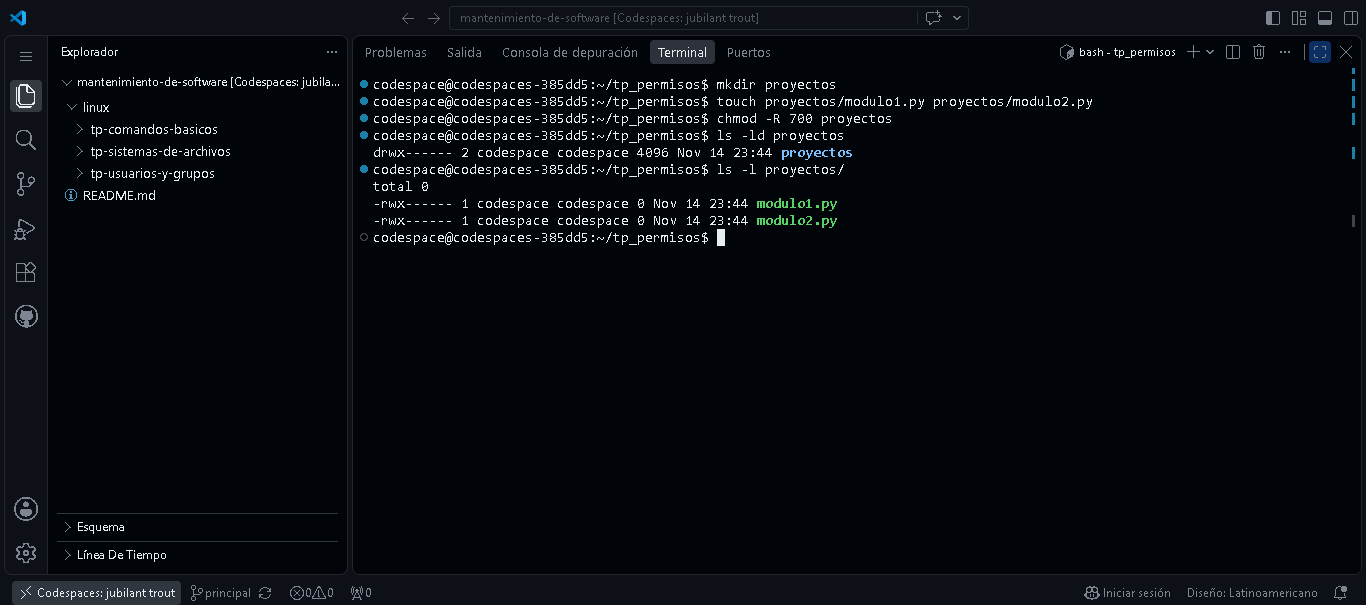 mantenimiento-de-software [Codespaces: jubilant trout]
Explorador
mantenimiento-de-software [Codespaces: jubila...
linux
tp-comandos-basicos
tp-sistemas-de-archivos
tp-usuarios-y-grupos
README.md
Esquema
Línea De Tiempo
Problemas Salida Consola de depuración Terminal Puertos
bash - tp_permisos
codespace@codespaces-385dd5:~/tp_permisos$ mkdir proyectos
codespace@codespaces-385dd5:~/tp_permisos$ touch proyectos/modulo1.py proyectos/modulo2.py
codespace@codespaces-385dd5:~/tp_permisos$ chmod -R 700 proyectos
codespace@codespaces-385dd5:~/tp_permisos$ ls -ld proyectos
drwx------ 2 codespace codespace 4096 Nov 14 23:44 proyectos
codespace@codespaces-385dd5:~/tp_permisos$ ls -l proyectos/
total 0
-rwx------ 1 codespace codespace 0 Nov 14 23:44 modulo1.py
-rwx------ 1 codespace codespace 0 Nov 14 23:44 modulo2.py
codespace@codespaces-385dd5:~/tp_permisos$
Codespaces: jubilant trout principal 0 0 0 Iniciar sesión Diseño: Latinoamericano